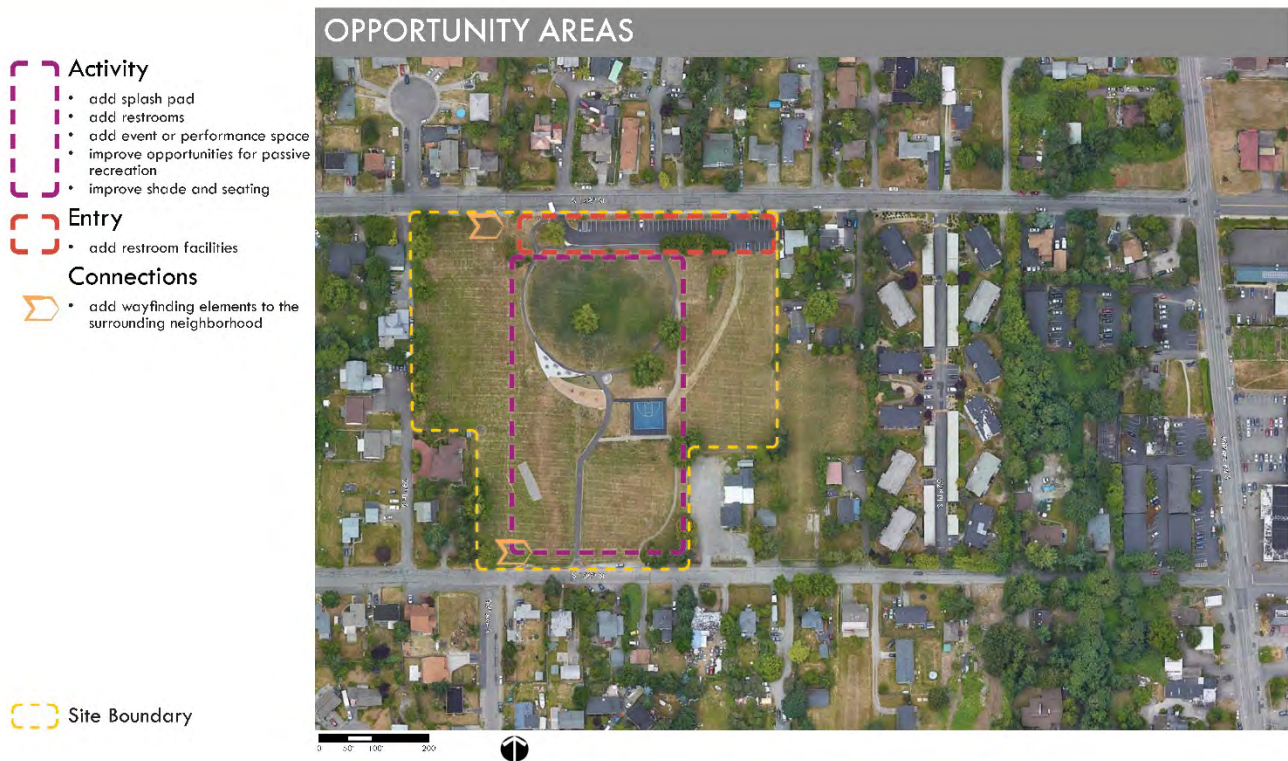 OPPORTUNITY AREAS
Activity
• add splash pad
• add restrooms
• add event or performance space
• improve opportunities for passive
recreation
• improve shade and seating
Entry
• add restroom facilities
Connections
• add wayfinding elements to the
surrounding neighborhood
Site Boundary
0 50' 100' 200'